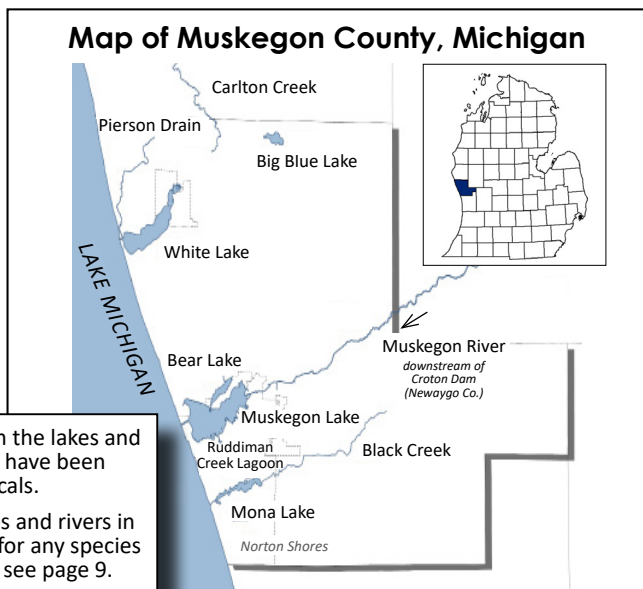 Map of Muskegon County, Michigan
Carlton Creek
Pierson Drain
Big Blue Lake
White Lake
LAKE MICHIGAN
Bear Lake
Muskegon River
downstream of
Croton Dam
(Newaygo Co.)
Muskegon Lake
Ruddiman
Creek Lagoon
Black Creek
Mona Lake
Norton Shores
the lakes and
have been
cals.
s and rivers in
for any species
see page 9.